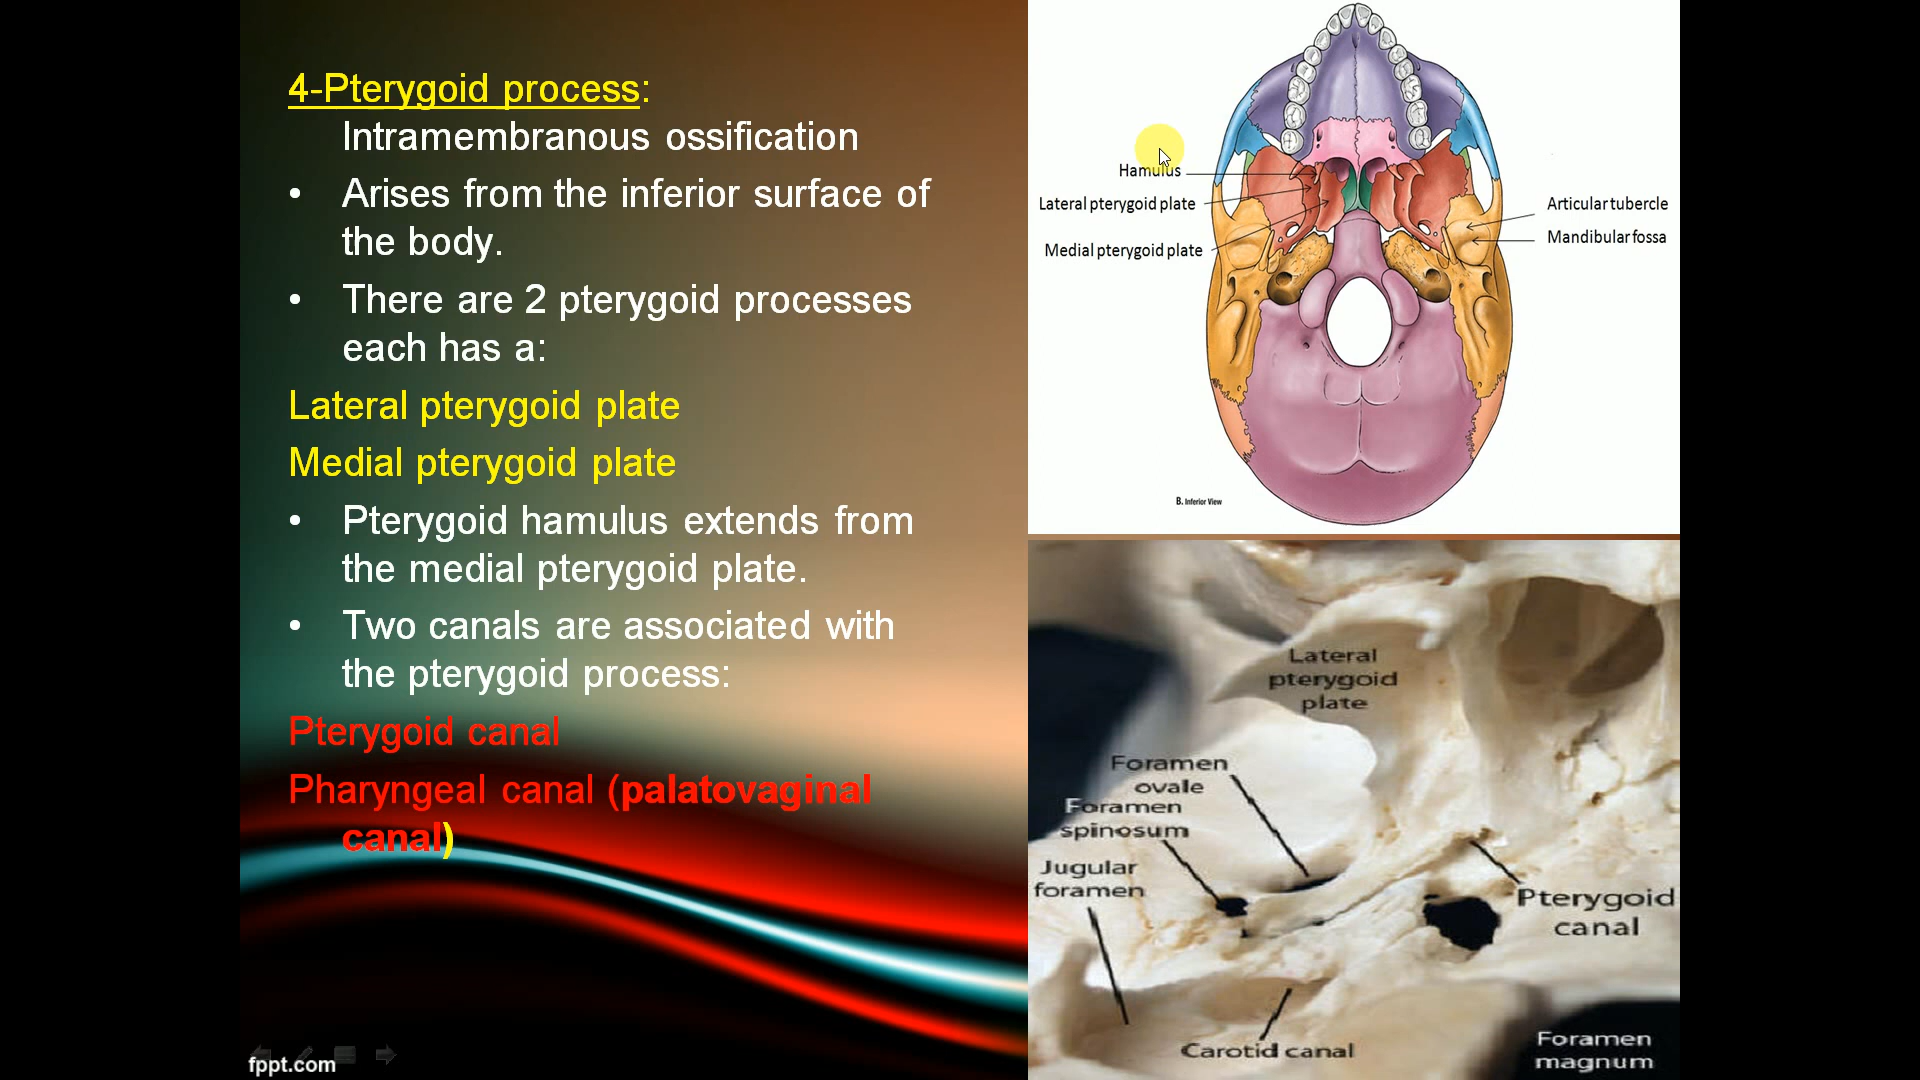 4-Pterygoid process:
Intramembranous ossification
• Arises from the inferior surface of
the body.
• There are 2 pterygoid processes
each has a:
Lateral pterygoid plate
Medial pterygoid plate
• Pterygoid hamulus extends from
the medial pterygoid plate.
• Two canals are associated with
the pterygoid process:
Pterygoid canal
Pharyngeal canal (palatovaginal
canal)
fppt.com
Hamulus
Lateral pterygoid plate
Medial pterygoid plate
Articular tubercle
Mandibular fossa
B. Inferior View
Lateral
pterygoid
plate
Foramen
ovale
Foramen
spinosum
Jugular
foramen
Pterygoid
canal
Carotid canal
Foramen
magnum